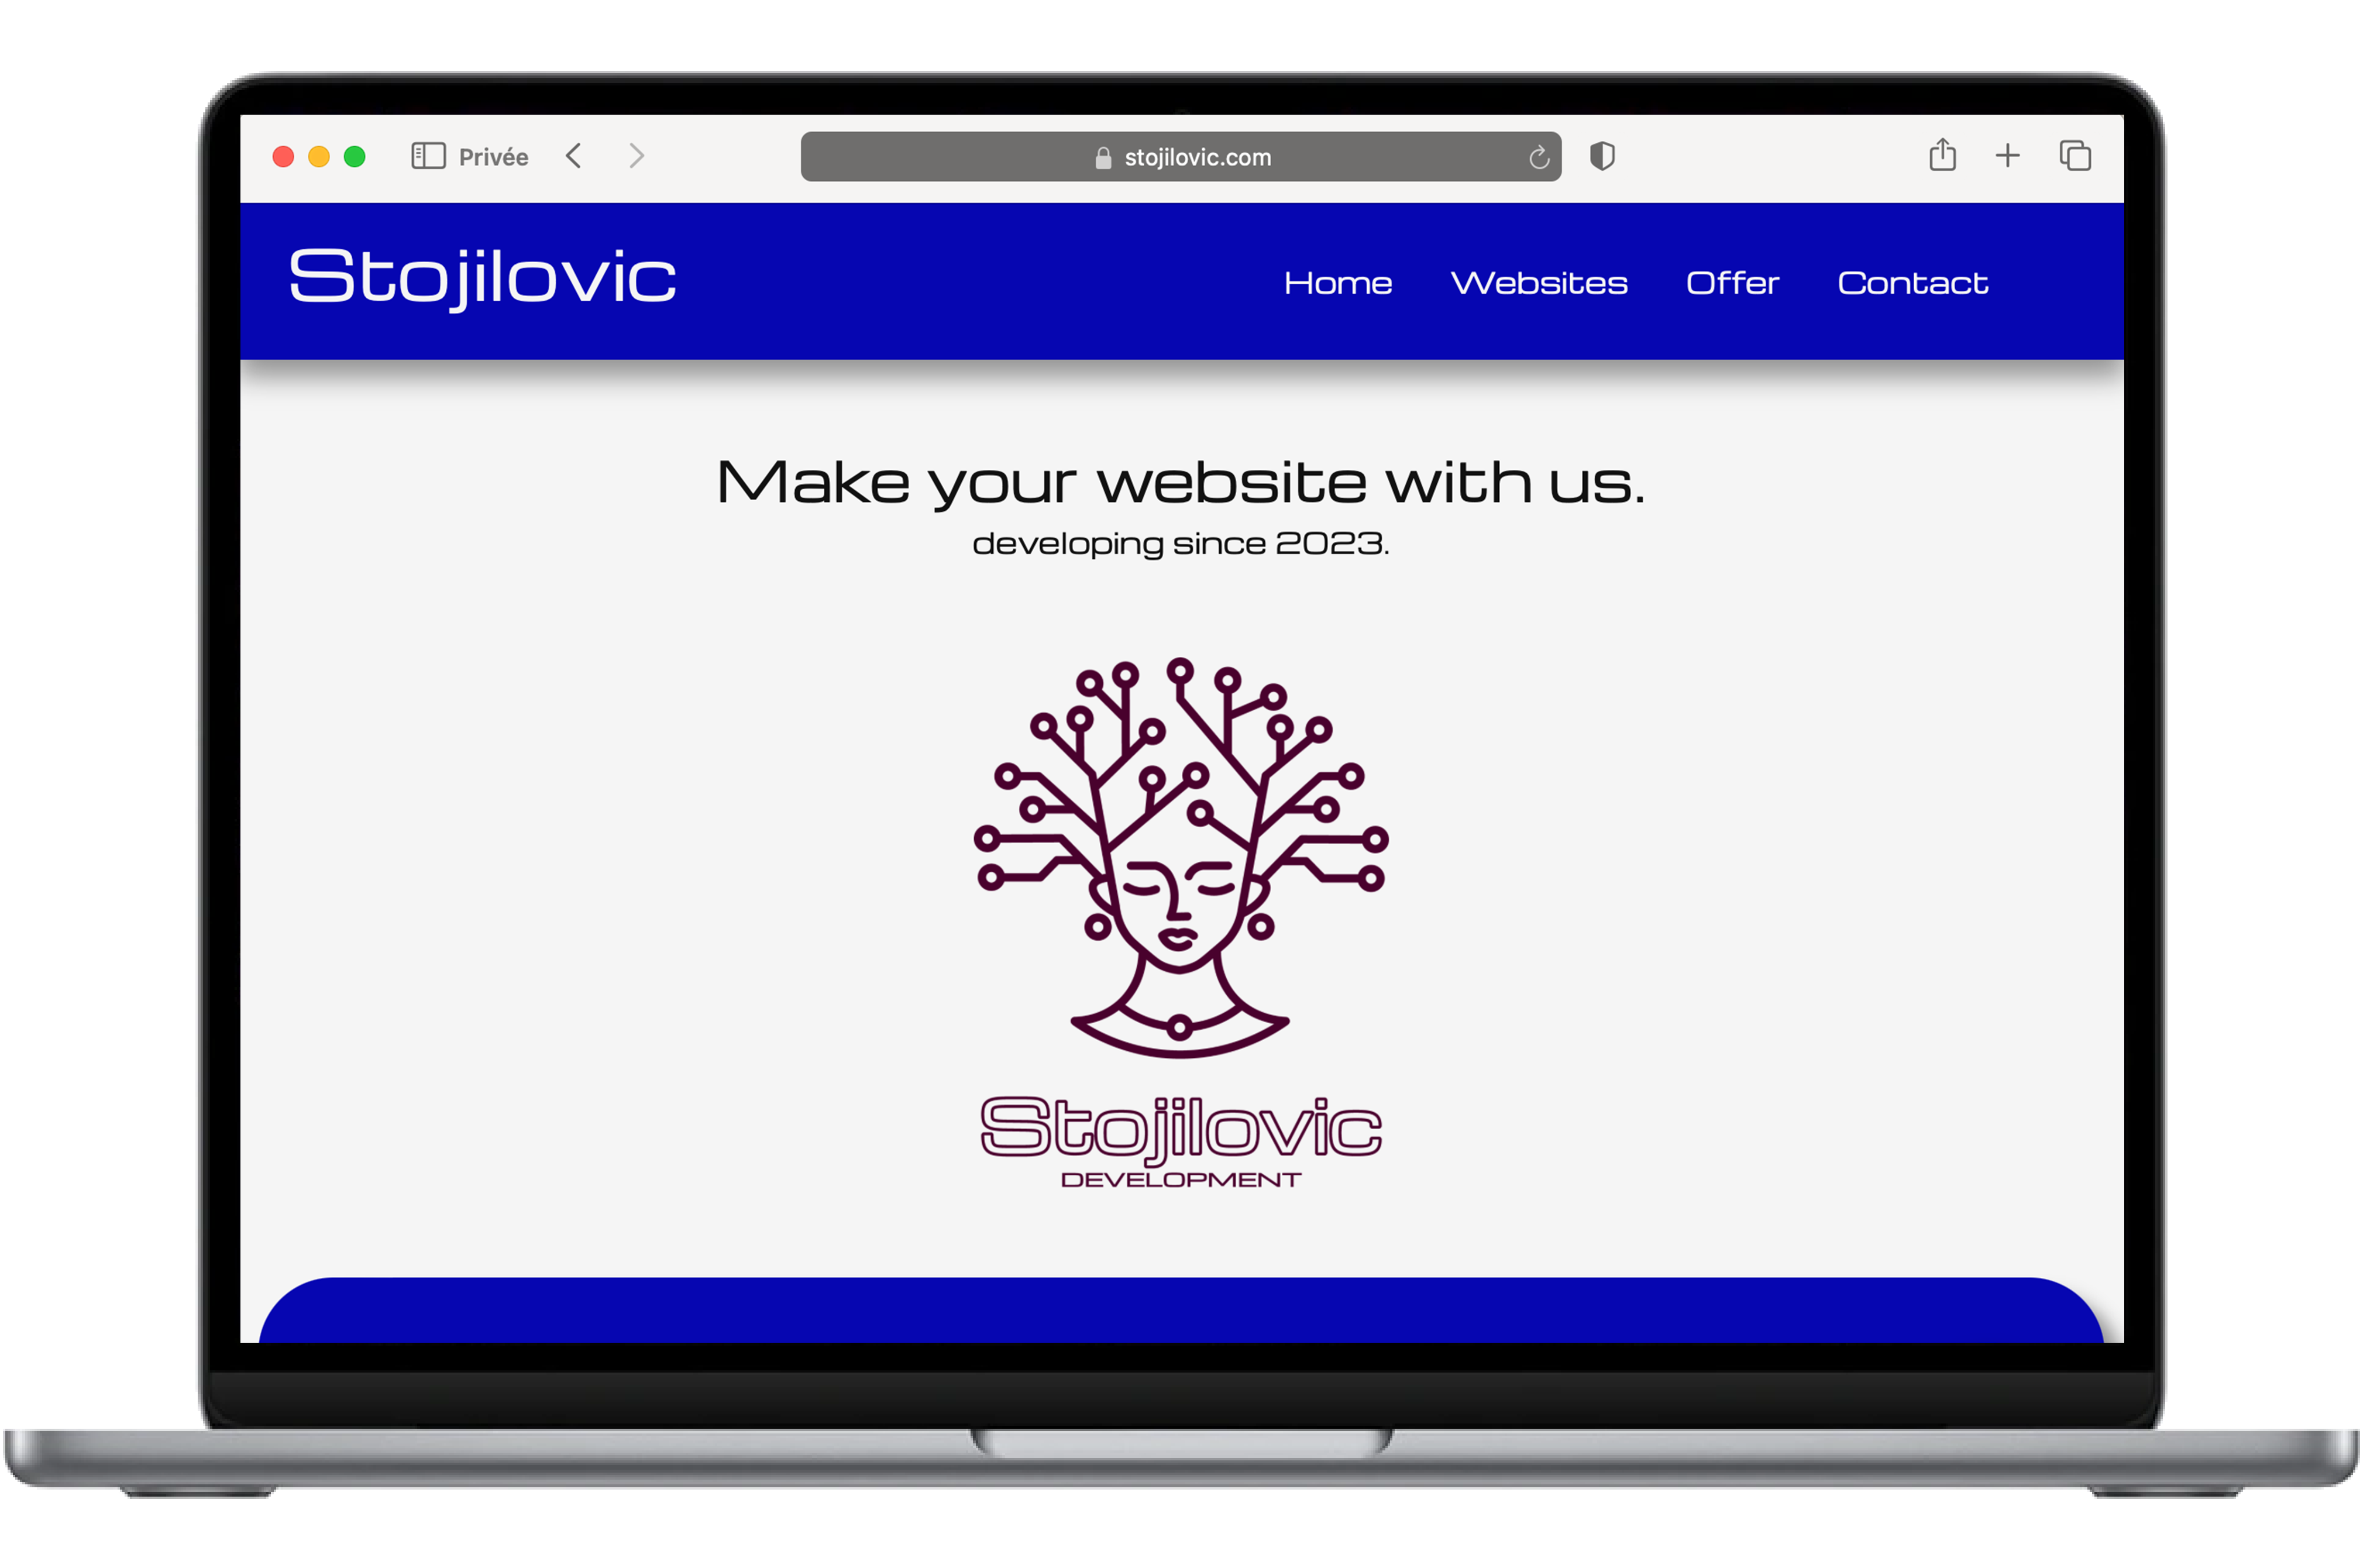 Privée
stojilovic.com
Stojilovic
Home Websites Offer Contact
Make your website with us.
developing since 2023.
Stojilovic
DEVELOPMENT